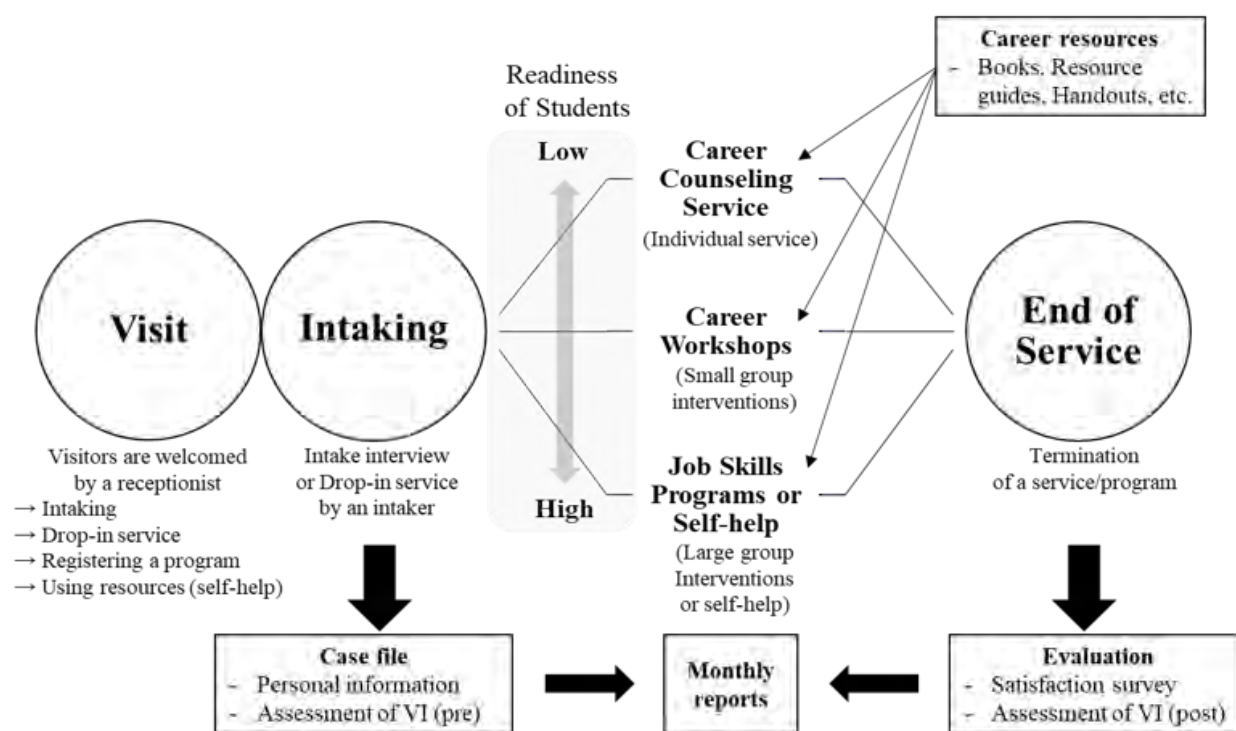 Career resources
- Books, Resource
guides, Handouts, etc.
Readiness
of Students
Low
High
Visit
Visitors are welcomed
by a receptionist
→ Intaking
→ Drop-in service
→ Registering a program
→ Using resources (self-help)
Intaking
Intake interview
or Drop-in service
by an intaker
Career
Counseling
Service
(Individual service)
Career
Workshops
(Small group
interventions)
Job Skills
Programs or
Self-help
(Large group
Interventions
or self-help)
End of
Service
Termination
of a service/program
Case file
- Personal information
- Assessment of VI (pre)
Monthly
reports
Evaluation
- Satisfaction survey
- Assessment of VI (post)